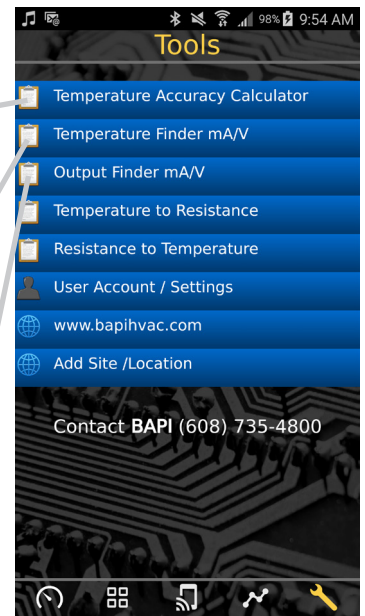 98% 9:54 AM
Tools
Temperature Accuracy Calculator
Temperature Finder mA/V
Output Finder mA/V
Temperature to Resistance
Resistance to Temperature
User Account / Settings
www.bapihvac.com
Add Site /Location
Contact BAPI (608) 735-4800